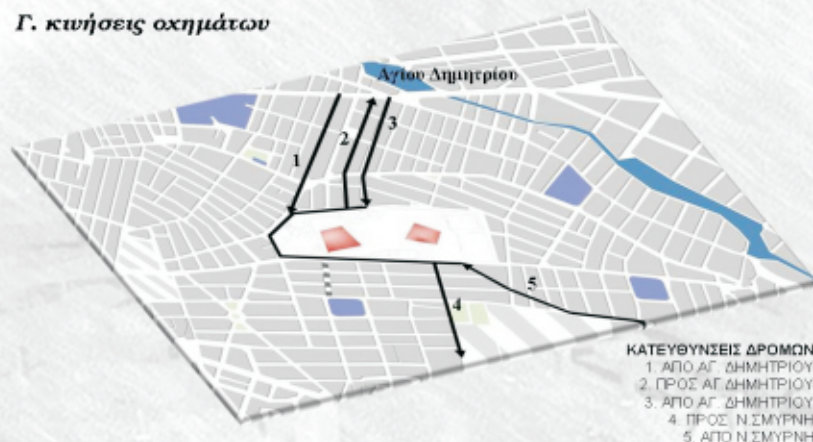 Γ. κινήσεις οχημάτων
Αγίου Δημητρίου
1
2
3
4
5
ΚΑΤΕΥΘΥΝΣΕΙΣ ΔΡΟΜΩΝ
1. ΑΠΟ ΑΓ. ΔΗΜΗΤΡΙΟΥ
2. ΠΡΟΣ ΑΓ.ΔΗΜΗΤΡΙΟΥ
3. ΑΠΟ ΑΓ. ΔΗΜΗΤΡΙΟΥ
4. ΠΡΟΣ Ν.ΣΜΥΡΝΗ
5. ΑΠΟ Ν.ΣΜΥΡΝΗ